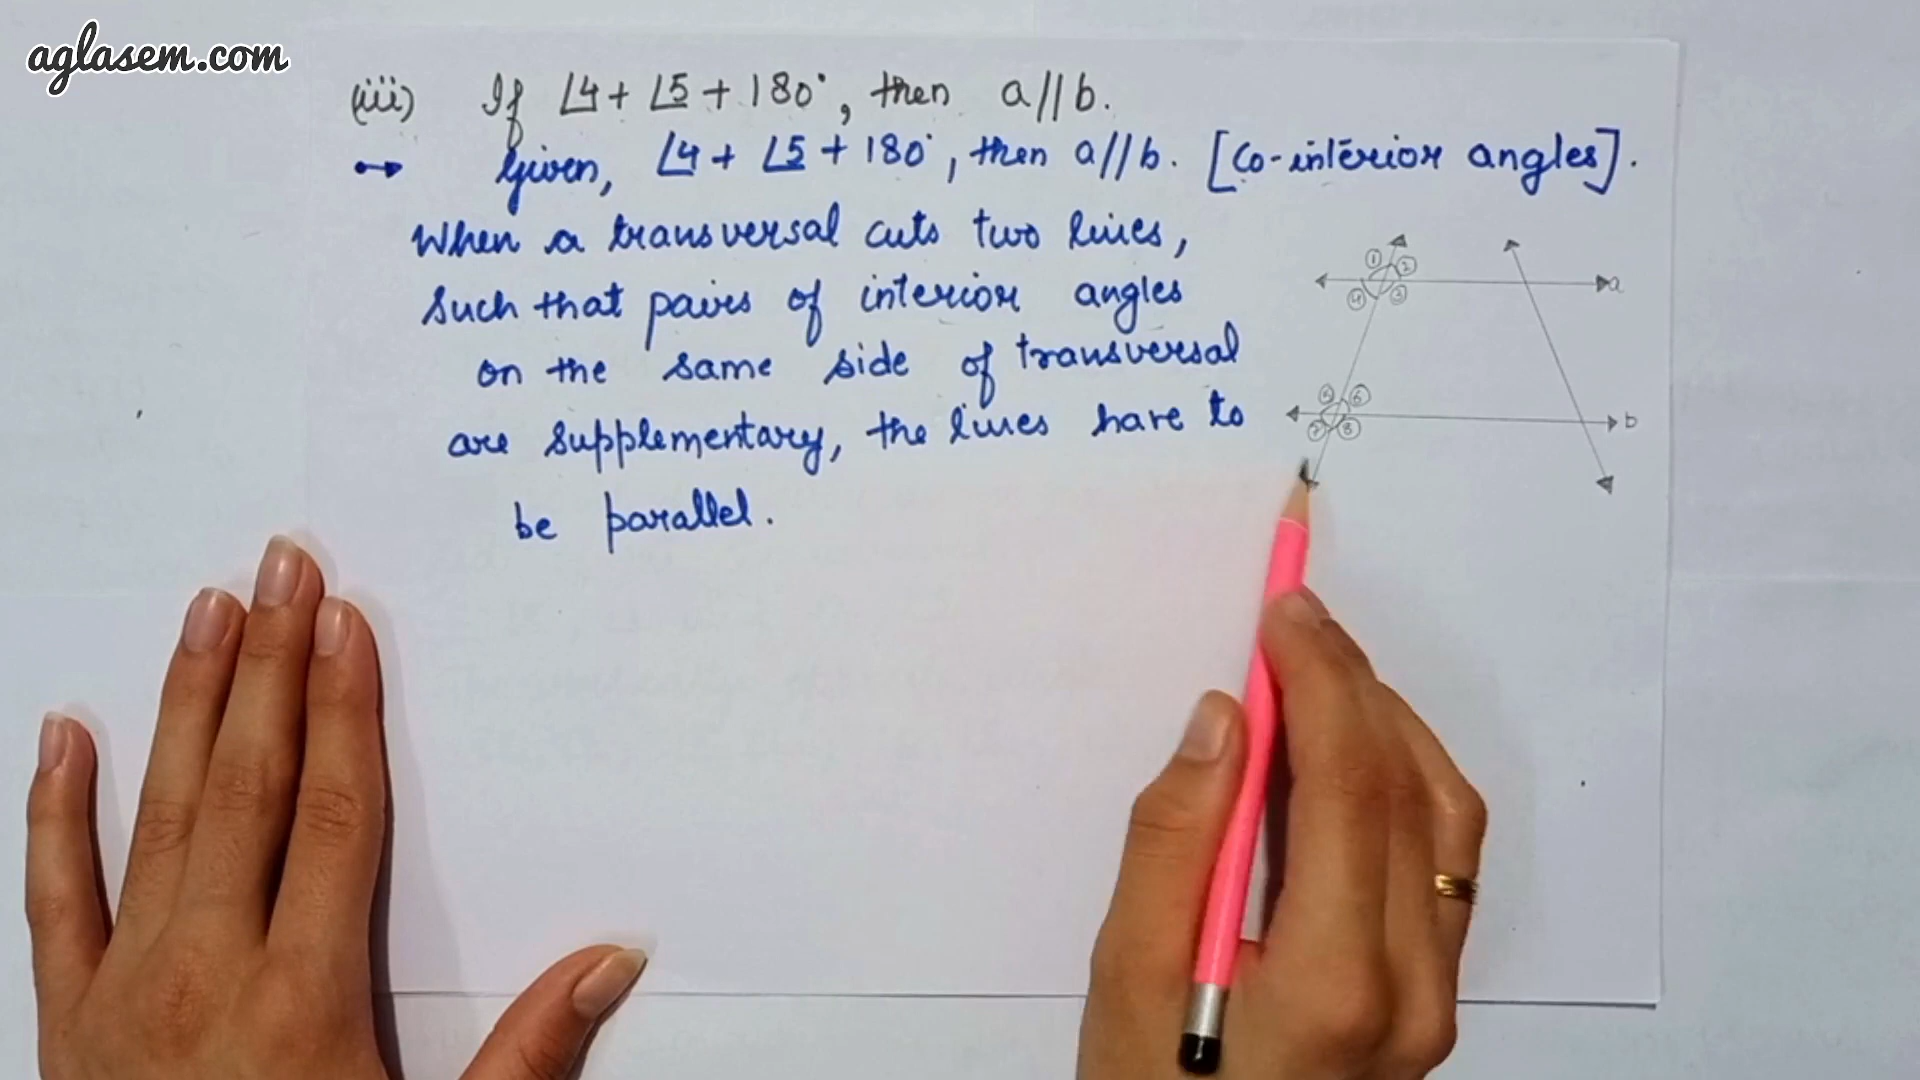 aglasem.com
(iii) If ∠4+ ∠5 + 180°, then a//b.
Given, ∠4 + ∠5 + 180°, then a//b. [Co-interior angles].
When a transversal cuts two lines,
such that pairs of interior angles
on the same side of transversal
are supplementary, the lines have to
be parallel.
1 2
4 3 a
5 6
7 8 b